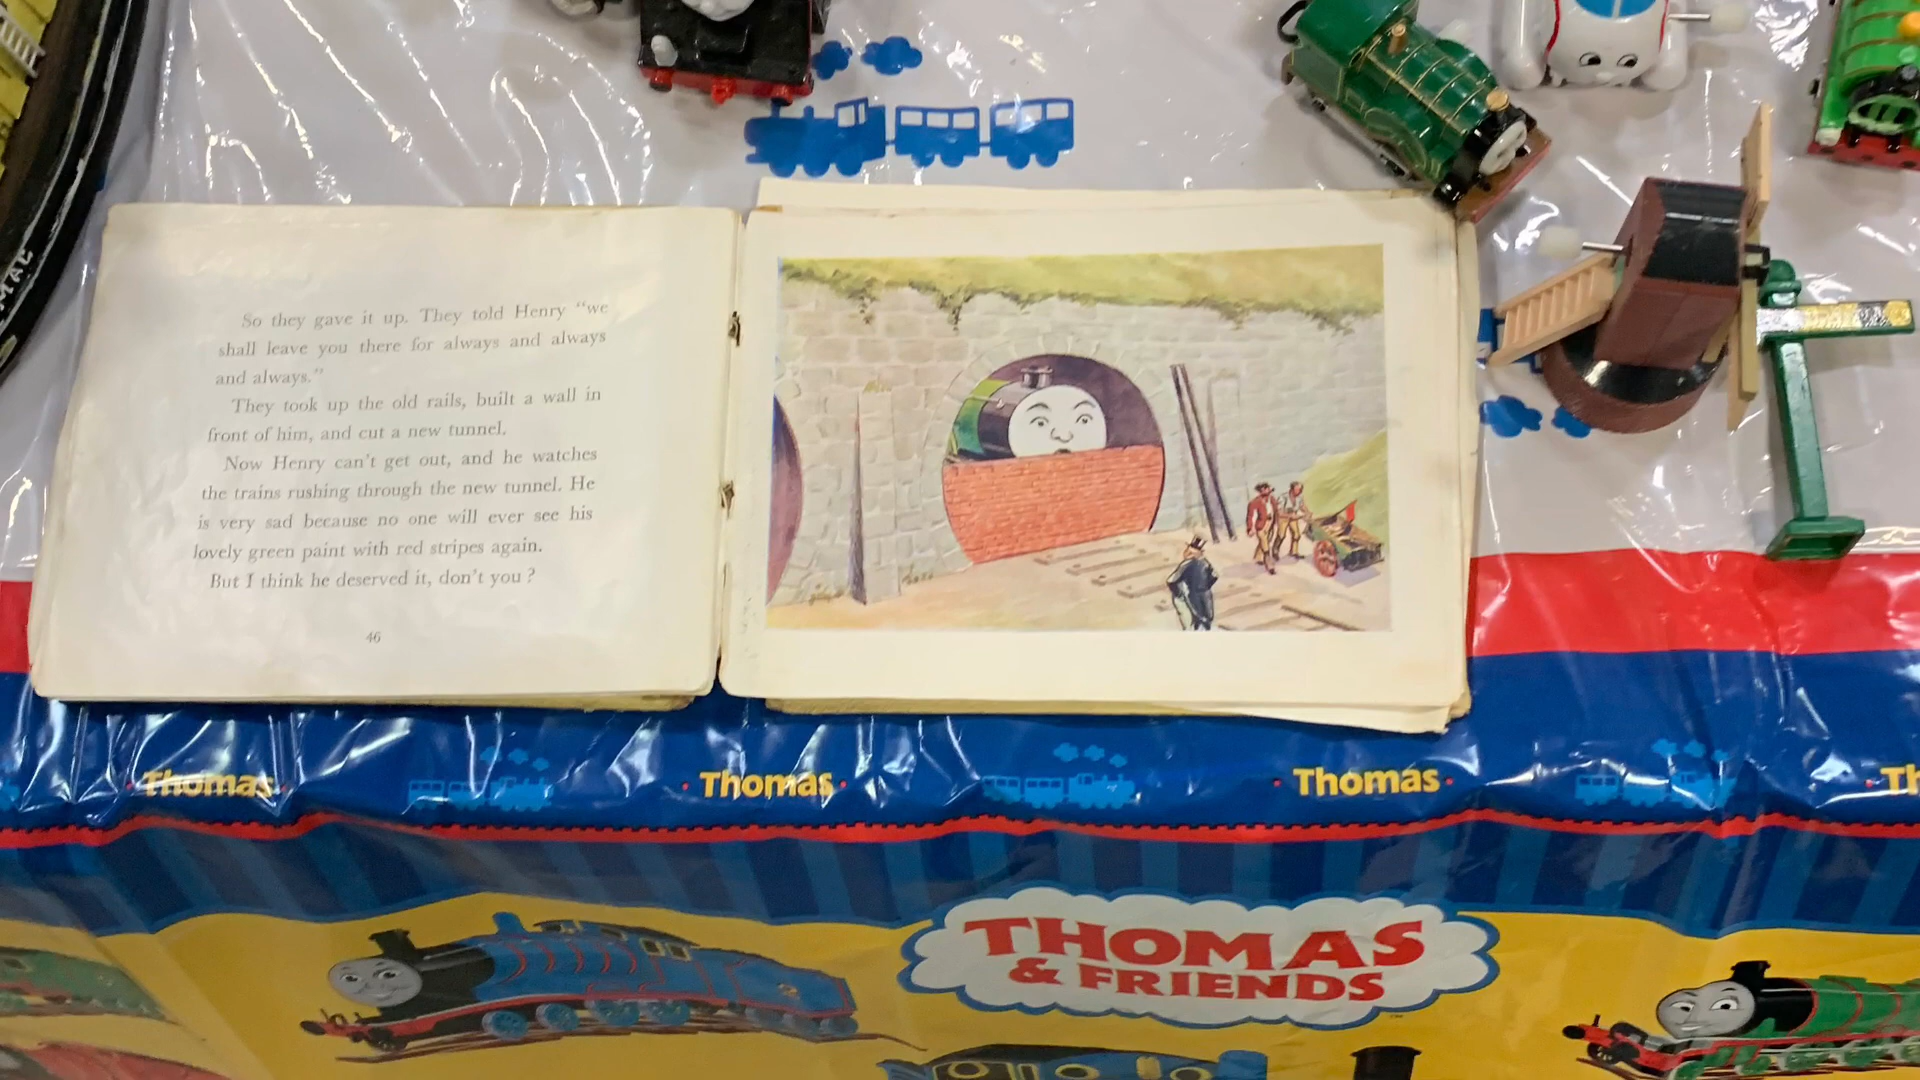 MAC
So they gave it up. They told Henry "we
shall leave you there for always and always
and always."
They took up the old rails, built a wall in
front of him, and cut a new tunnel.
Now Henry can't get out, and he watches
the trains rushing through the new tunnel. He
is very sad because no one will ever see his
lovely green paint with red stripes again.
But I think he deserved it, don't you ?
46
Thomas
Thomas
Thomas
Th
THOMAS
& FRIENDS